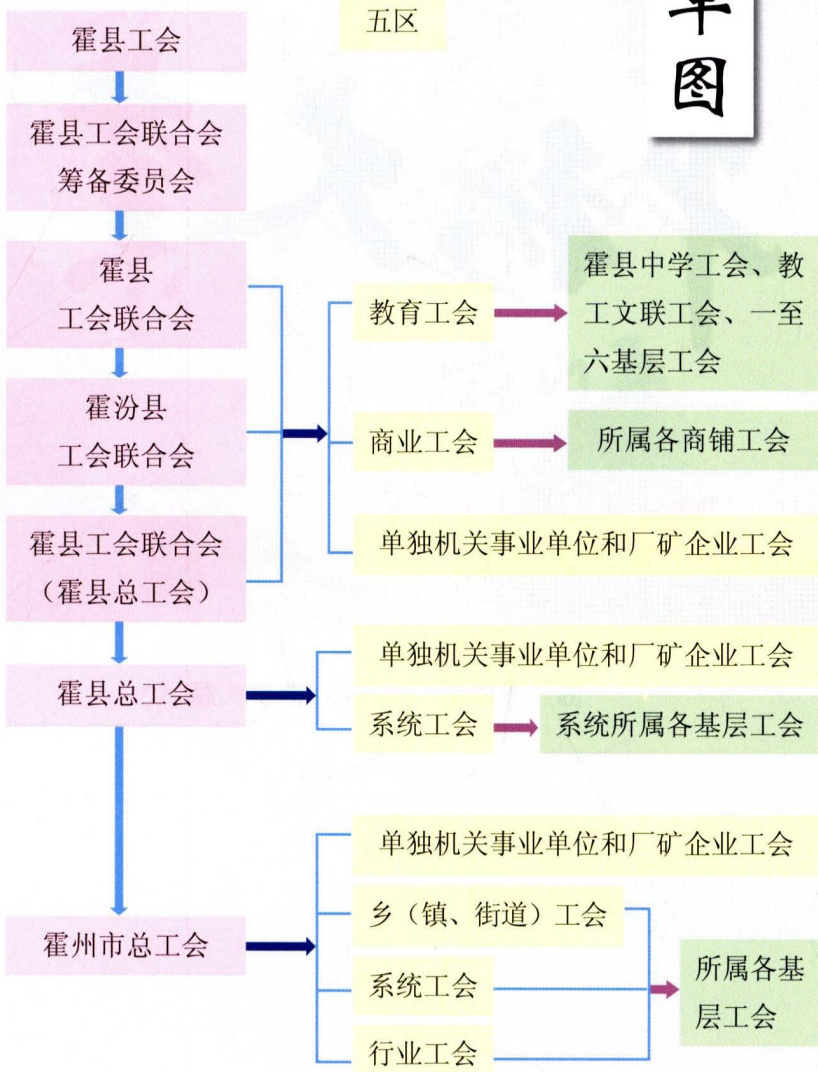 五区
革
图
霍县工会
霍县工会联合会
筹备委员会
霍县
工会联合会
霍汾县
工会联合会
霍县工会联合会
（霍县总工会）
霍县总工会
霍州市总工会
教育工会
霍县中学工会、教
工文联工会、一至
六基层工会
商业工会
所属各商铺工会
单独机关事业单位和厂矿企业工会
单独机关事业单位和厂矿企业工会
系统工会
系统所属各基层工会
单独机关事业单位和厂矿企业工会
乡（镇、街道）工会
系统工会
行业工会
所属各基
层工会